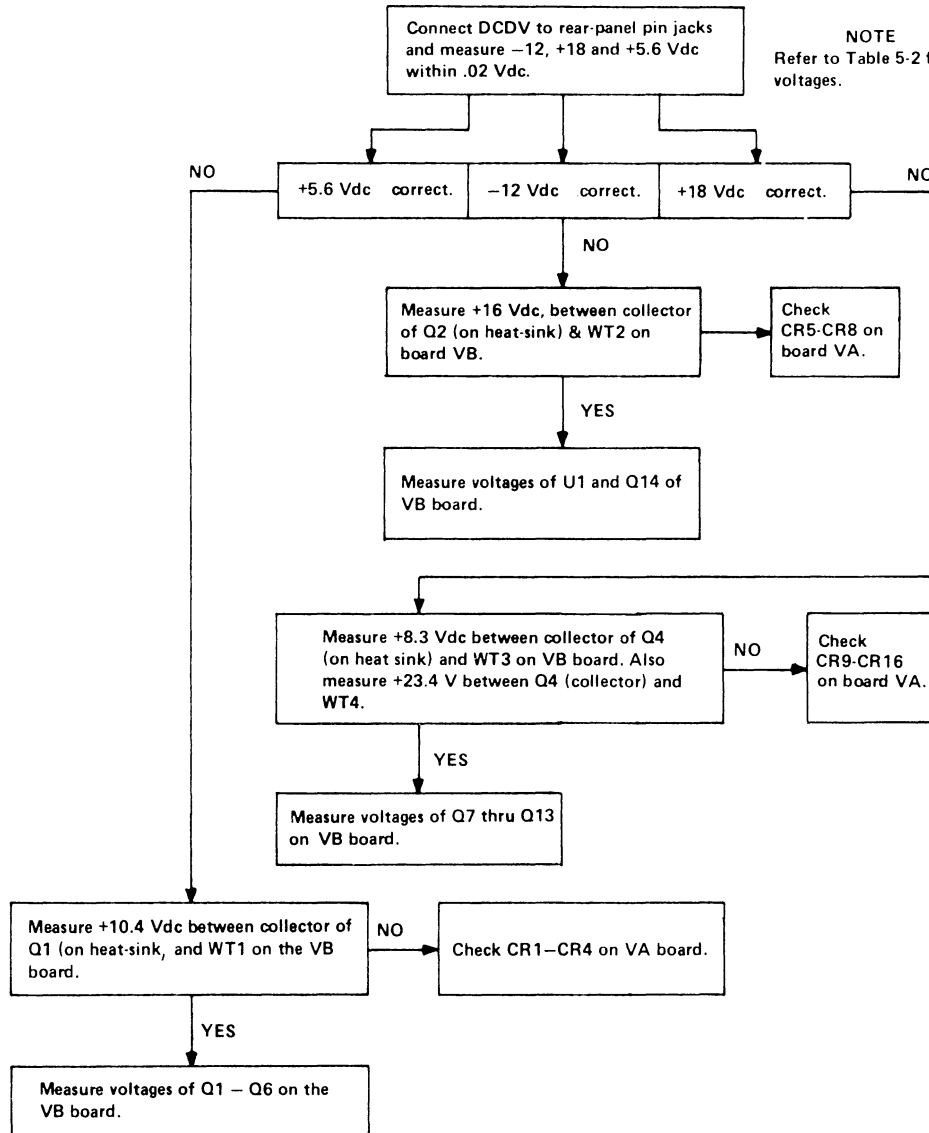 Connect DCDV to rear-panel pin jacks
and measure −12, +18 and +5.6 Vdc
within .02 Vdc.
NOTE
Refer to Table 5-2 f
voltages.
NO
+5.6 Vdc correct.
−12 Vdc correct.
+18 Vdc correct.
NO
NO
Measure +16 Vdc, between collector
of Q2 (on heat-sink) & WT2 on
board VB.
Check
CR5-CR8 on
board VA.
YES
Measure voltages of U1 and Q14 of
VB board.
Measure +8.3 Vdc between collector of Q4
(on heat sink) and WT3 on VB board. Also
measure +23.4 V between Q4 (collector) and
WT4.
NO
Check
CR9-CR16
on board VA.
YES
Measure voltages of Q7 thru Q13
on VB board.
Measure +10.4 Vdc between collector of
Q1 (on heat-sink, and WT1 on the VB
board.
NO
Check CR1−CR4 on VA board.
YES
Measure voltages of Q1 − Q6 on the
VB board.